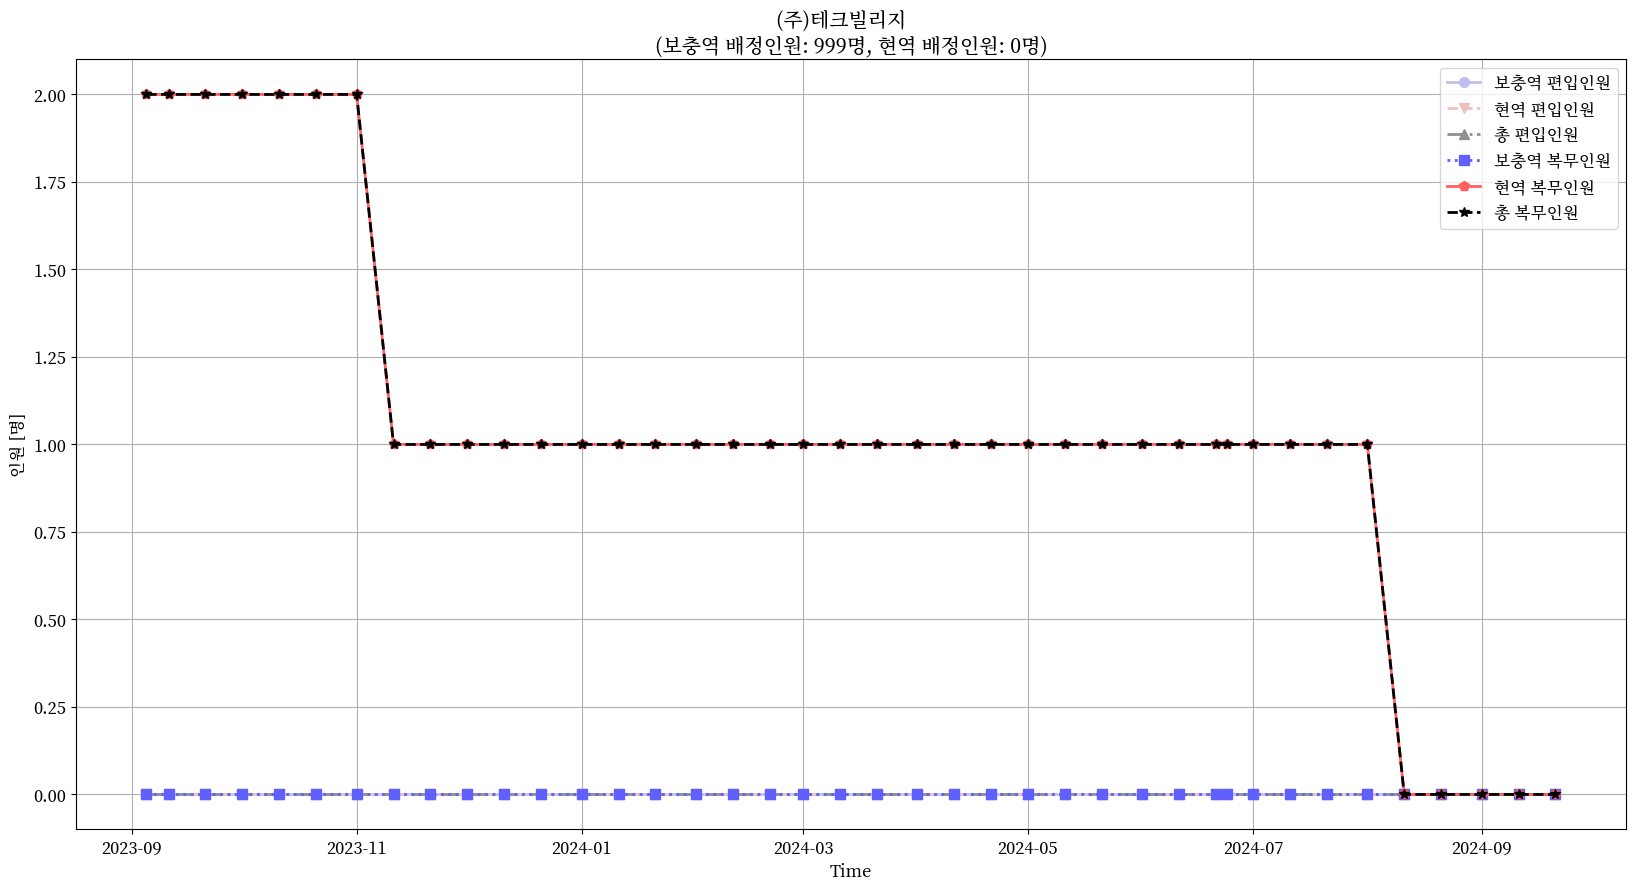 (주)테크빌리지
(보충역 배정인원: 999명, 현역 배정인원: 0명)
보충역 편입인원
현역 편입인원
총 편입인원
보충역 복무인원
현역 복무인원
총 복무인원
인원 [명]
2.00
1.75
1.50
1.25
1.00
0.75
0.50
0.25
0.00
2023-09 2023-11 2024-01 2024-03 2024-05 2024-07 2024-09
Time